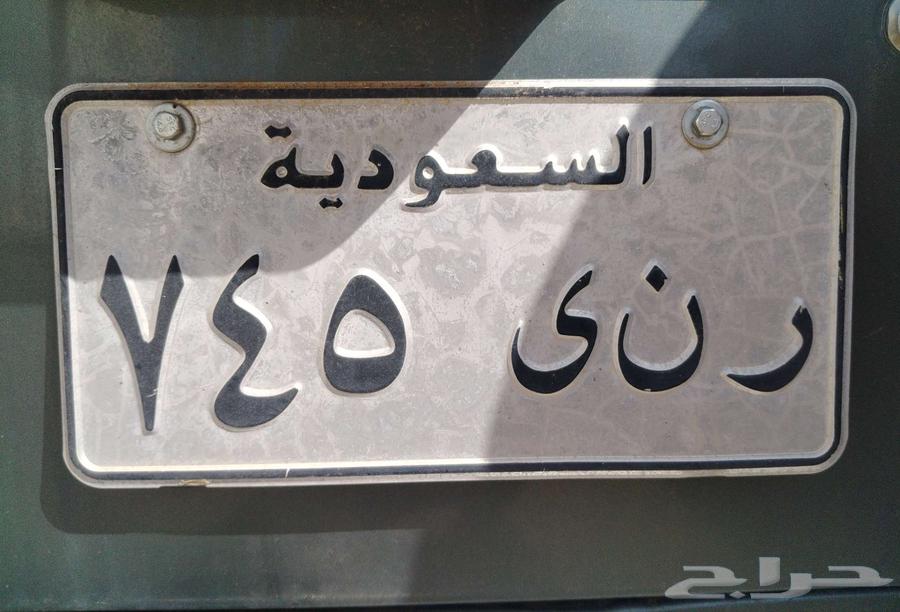 السعودية
ر ن ى ٧٤٥
حراج